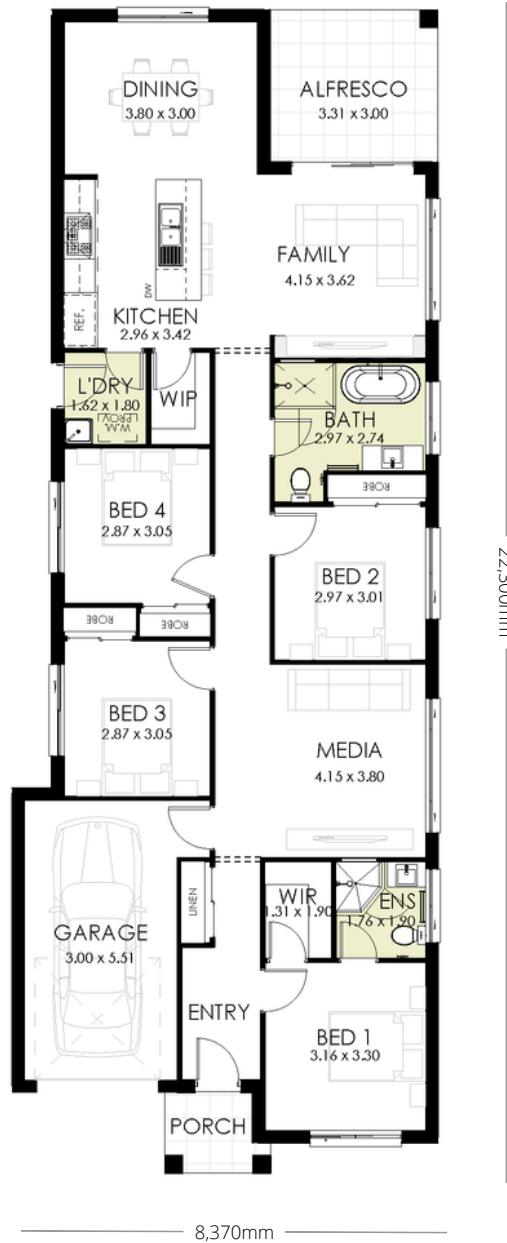 DINING
3.80 x 3.00
ALFRESCO
3.31 x 3.00
FAMILY
4.15 x 3.62
DW
REF.
KITCHEN
2.96 x 3.42
L'DRY
1.62 x 1.80
W.M.
(PROV.)
WIP
BATH
2.97 x 2.74
ROBE
BED 4
2.87 x 3.05
BED 2
2.97 x 3.01
ROBE
ROBE
BED 3
2.87 x 3.05
MEDIA
4.15 x 3.80
LINEN
WIR
1.31 x 1.90
ENS
1.76 x 1.90
GARAGE
3.00 x 5.51
ENTRY
BED 1
3.16 x 3.30
PORCH
8,370mm